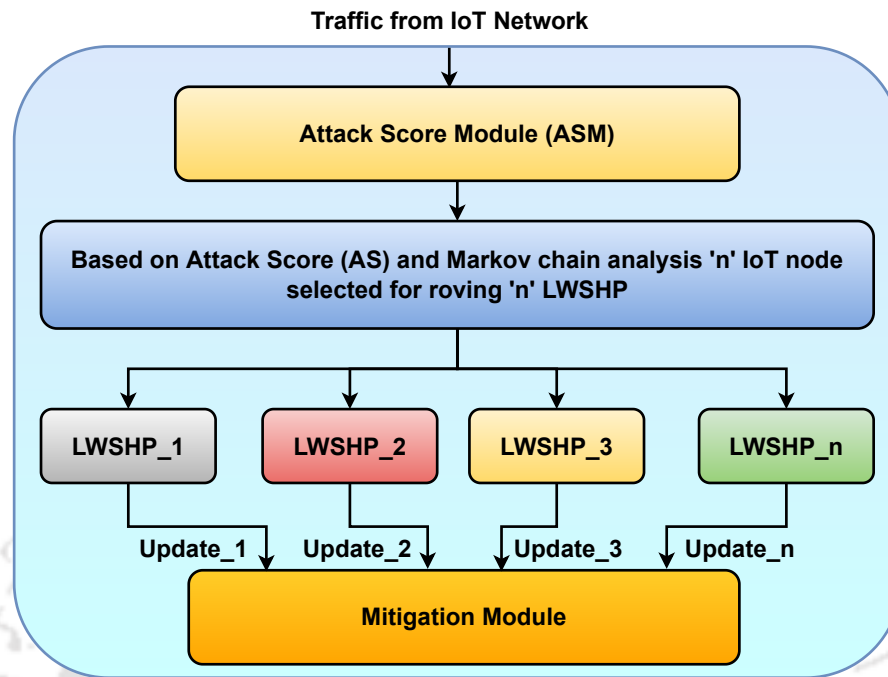 Traffic from IoT Network
Attack Score Module (ASM)
Based on Attack Score (AS) and Markov chain analysis 'n' IoT node
selected for roving 'n' LWSHP
LWSHP_1
LWSHP_2
LWSHP_3
LWSHP_n
Update_1
Update_2
Update_3
Update_n
Mitigation Module